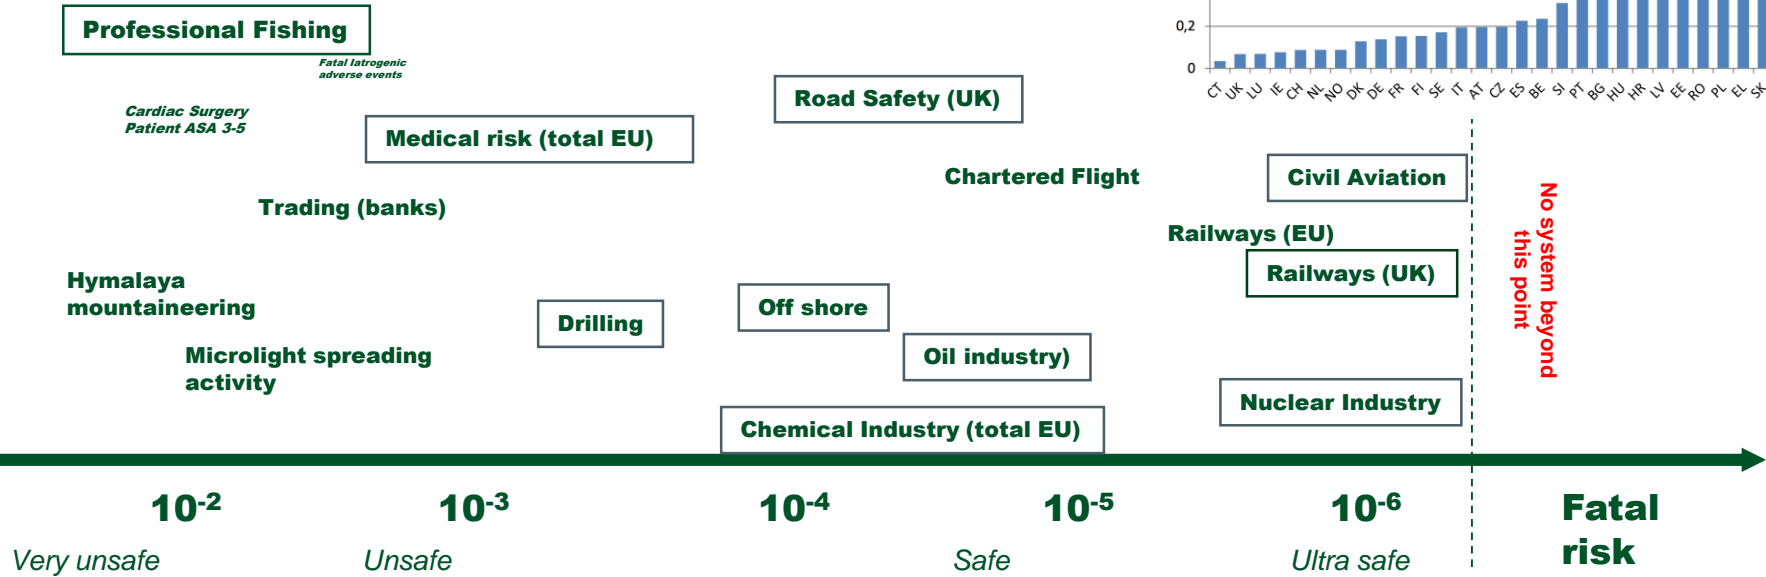 Professional Fishing
Fatal Iatrogenic
adverse events
Cardiac Surgery
Patient ASA 3-5
Medical risk (total EU)
Road Safety (UK)
0,2
0
CT UK LU IE CH NL NO DK DE FR FI SE IT AT CZ ES BE SI PT BG HU HR LV EE RO PL EL SK
Chartered Flight
Civil Aviation
Trading (banks)
Railways (EU)
Railways (UK)
No system beyond
this point
Hymalaya
mountaineering
Drilling
Off shore
Microlight spreading
activity
Oil industry)
Nuclear Industry
Chemical Industry (total EU)
10-2 10-3 10-4 10-5 10-6
Fatal
risk
Very unsafe Unsafe Safe Ultra safe